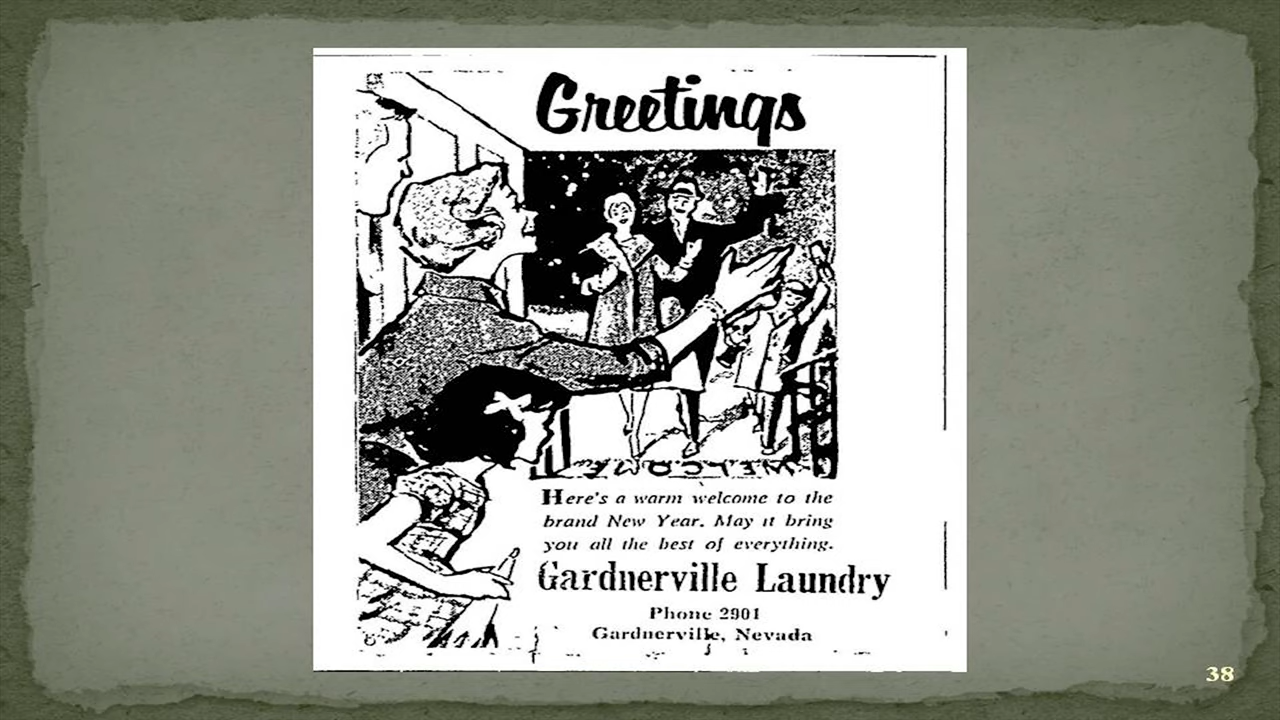 Greetings
WELCOME
Here's a warm welcome to the
brand New Year. May it bring
you all the best of everything.
Gardnerville Laundry
Phone 2901
Gardnerville, Nevada
38